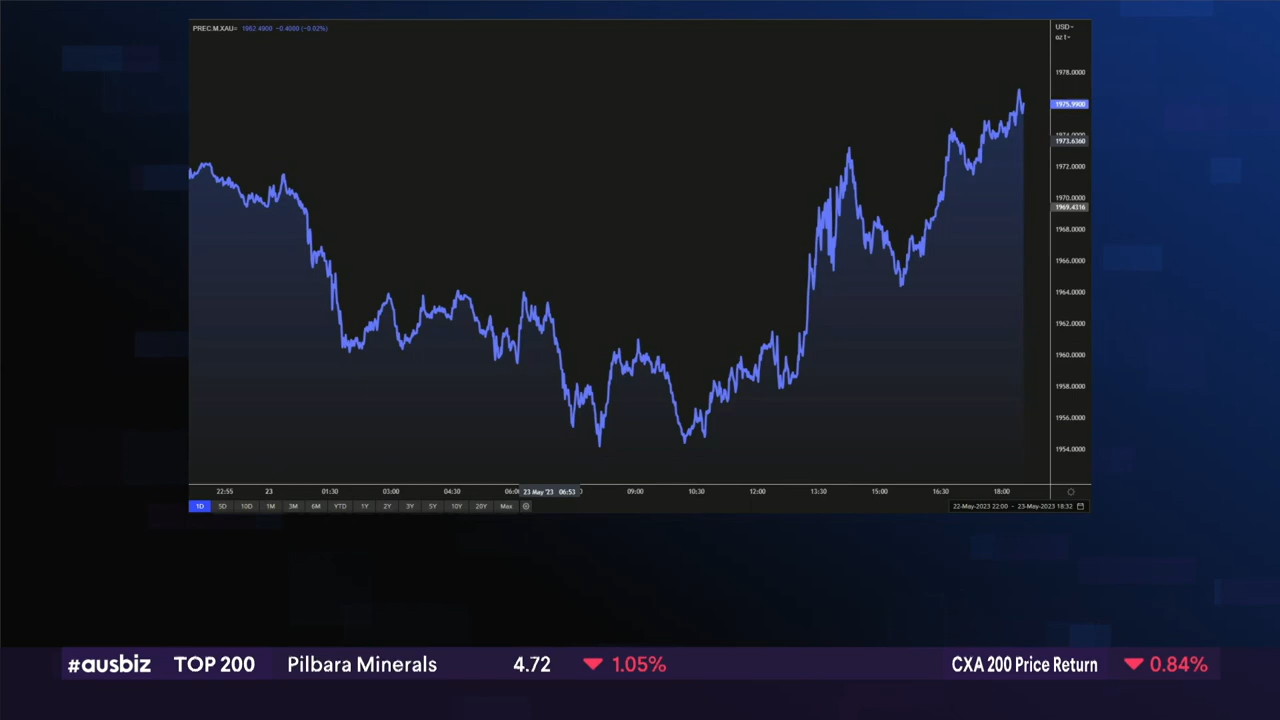 PREC.M.XAU= 1962.4900 -0.4000 (-0.02%)
USD
oz t
1978.0000
1975.9900
1973.6360
1972.0000
1970.0000
1969.4316
1968.0000
1966.0000
1964.0000
1962.0000
1960.0000
1958.0000
1956.0000
1954.0000
22:55 23 01:30 03:00 04:30 23 May '23 06:53 09:00 10:30 12:00 13:30 15:00 16:30 18:00
1D 5D 10D 1M 3M 6M YTD 1Y 2Y 3Y 5Y 10Y 20Y Max 22-May-2023 22:00 - 23-May-2023 18:32
#ausbiz TOP 200 Pilbara Minerals 4.72 ▼ 1.05% CXA 200 Price Return ▼ 0.84%